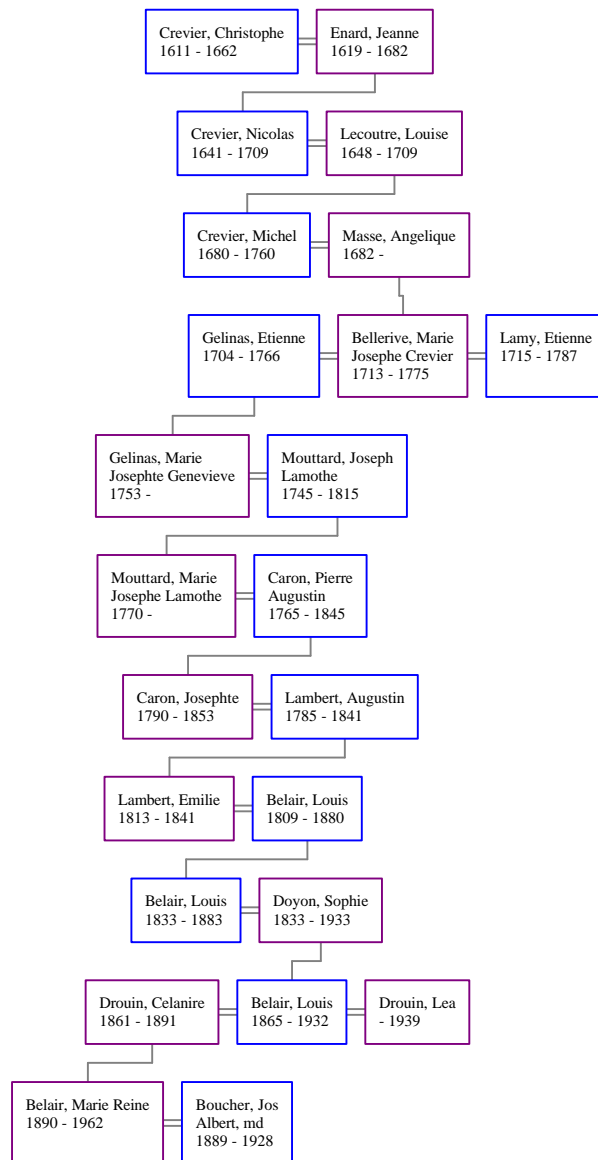 Crevier, Christophe
1611 - 1662
Enard, Jeanne
1619 - 1682
Crevier, Nicolas
1641 - 1709
Lecoutre, Louise
1648 - 1709
Crevier, Michel
1680 - 1760
Masse, Angelique
1682 -
Gelinas, Etienne
1704 - 1766
Bellerive, Marie
Josephe Crevier
1713 - 1775
Lamy, Etienne
1715 - 1787
Gelinas, Marie
Josephte Genevieve
1753 -
Mouttard, Joseph
Lamothe
1745 - 1815
Mouttard, Marie
Josephe Lamothe
1770 -
Caron, Pierre
Augustin
1765 - 1845
Caron, Josephte
1790 - 1853
Lambert, Augustin
1785 - 1841
Lambert, Emilie
1813 - 1841
Belair, Louis
1809 - 1880
Belair, Louis
1833 - 1883
Doyon, Sophie
1833 - 1933
Drouin, Celanire
1861 - 1891
Belair, Louis
1865 - 1932
Drouin, Lea
- 1939
Belair, Marie Reine
1890 - 1962
Boucher, Jos
Albert, md
1889 - 1928